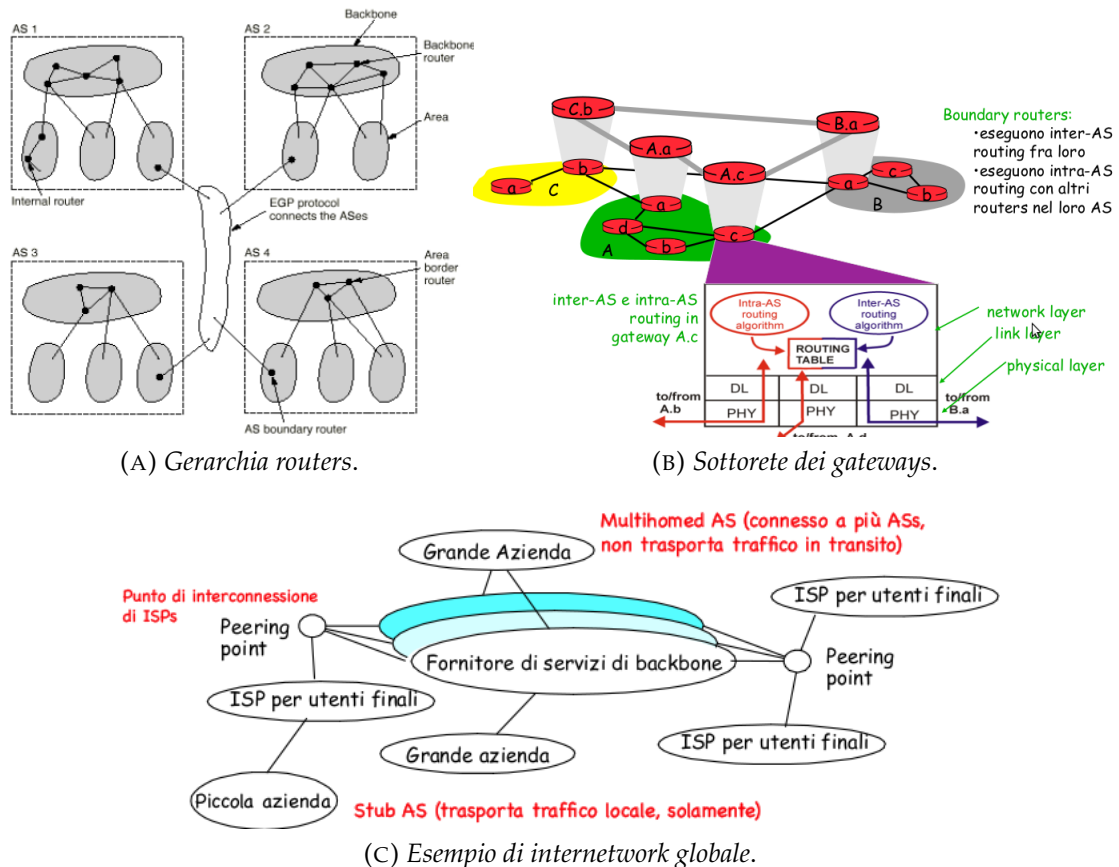 AS 1
Backbone
AS 2
Backbone
router
Area
Internal router
EGP protocol
connects the ASes
AS 3
AS 4
Area
border
router
AS boundary router
(A) Gerarchia routers.
C.b
B.a
A.a
A.c
b
a
C
a
c
b
B
a
d
b
A
c
Boundary routers:
•eseguono inter-AS
routing fra loro
•eseguono intra-AS
routing con altri
routers nel loro AS
inter-AS e intra-AS
routing in
gateway A.c
Intra-AS
routing
algorithm
Inter-AS
routing
algorithm
ROUTING
TABLE
DL
DL
DL
PHY
PHY
PHY
to/from
A.b
to/from
B.a
to/from A.d
network layer
link layer
physical layer
(B) Sottorete dei gateways.
Multihomed AS (connesso a più ASs,
non trasporta traffico in transito)
Grande Azienda
Punto di interconnessione
di ISPs
Peering
point
ISP per utenti finali
Fornitore di servizi di backbone
Peering
point
ISP per utenti finali
Grande azienda
ISP per utenti finali
Piccola azienda
Stub AS (trasporta traffico locale, solamente)
(C) Esempio di internetwork globale.